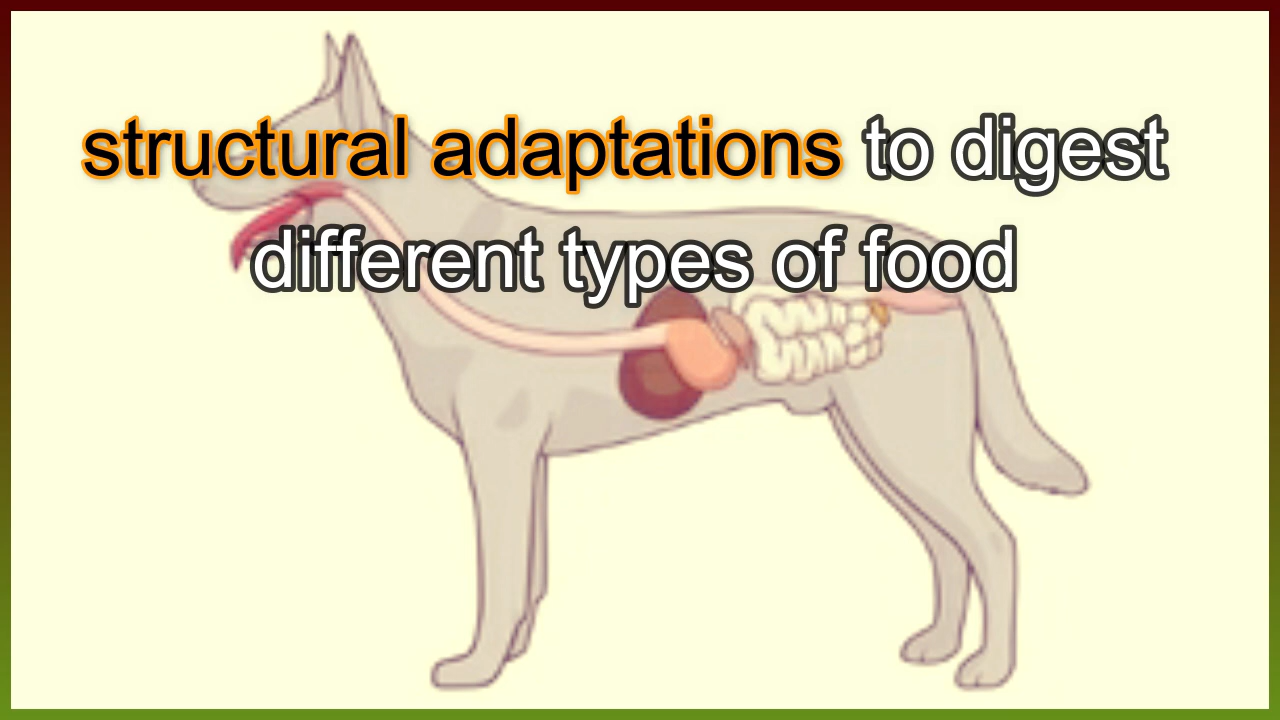 structural adaptations to digest
different types of food